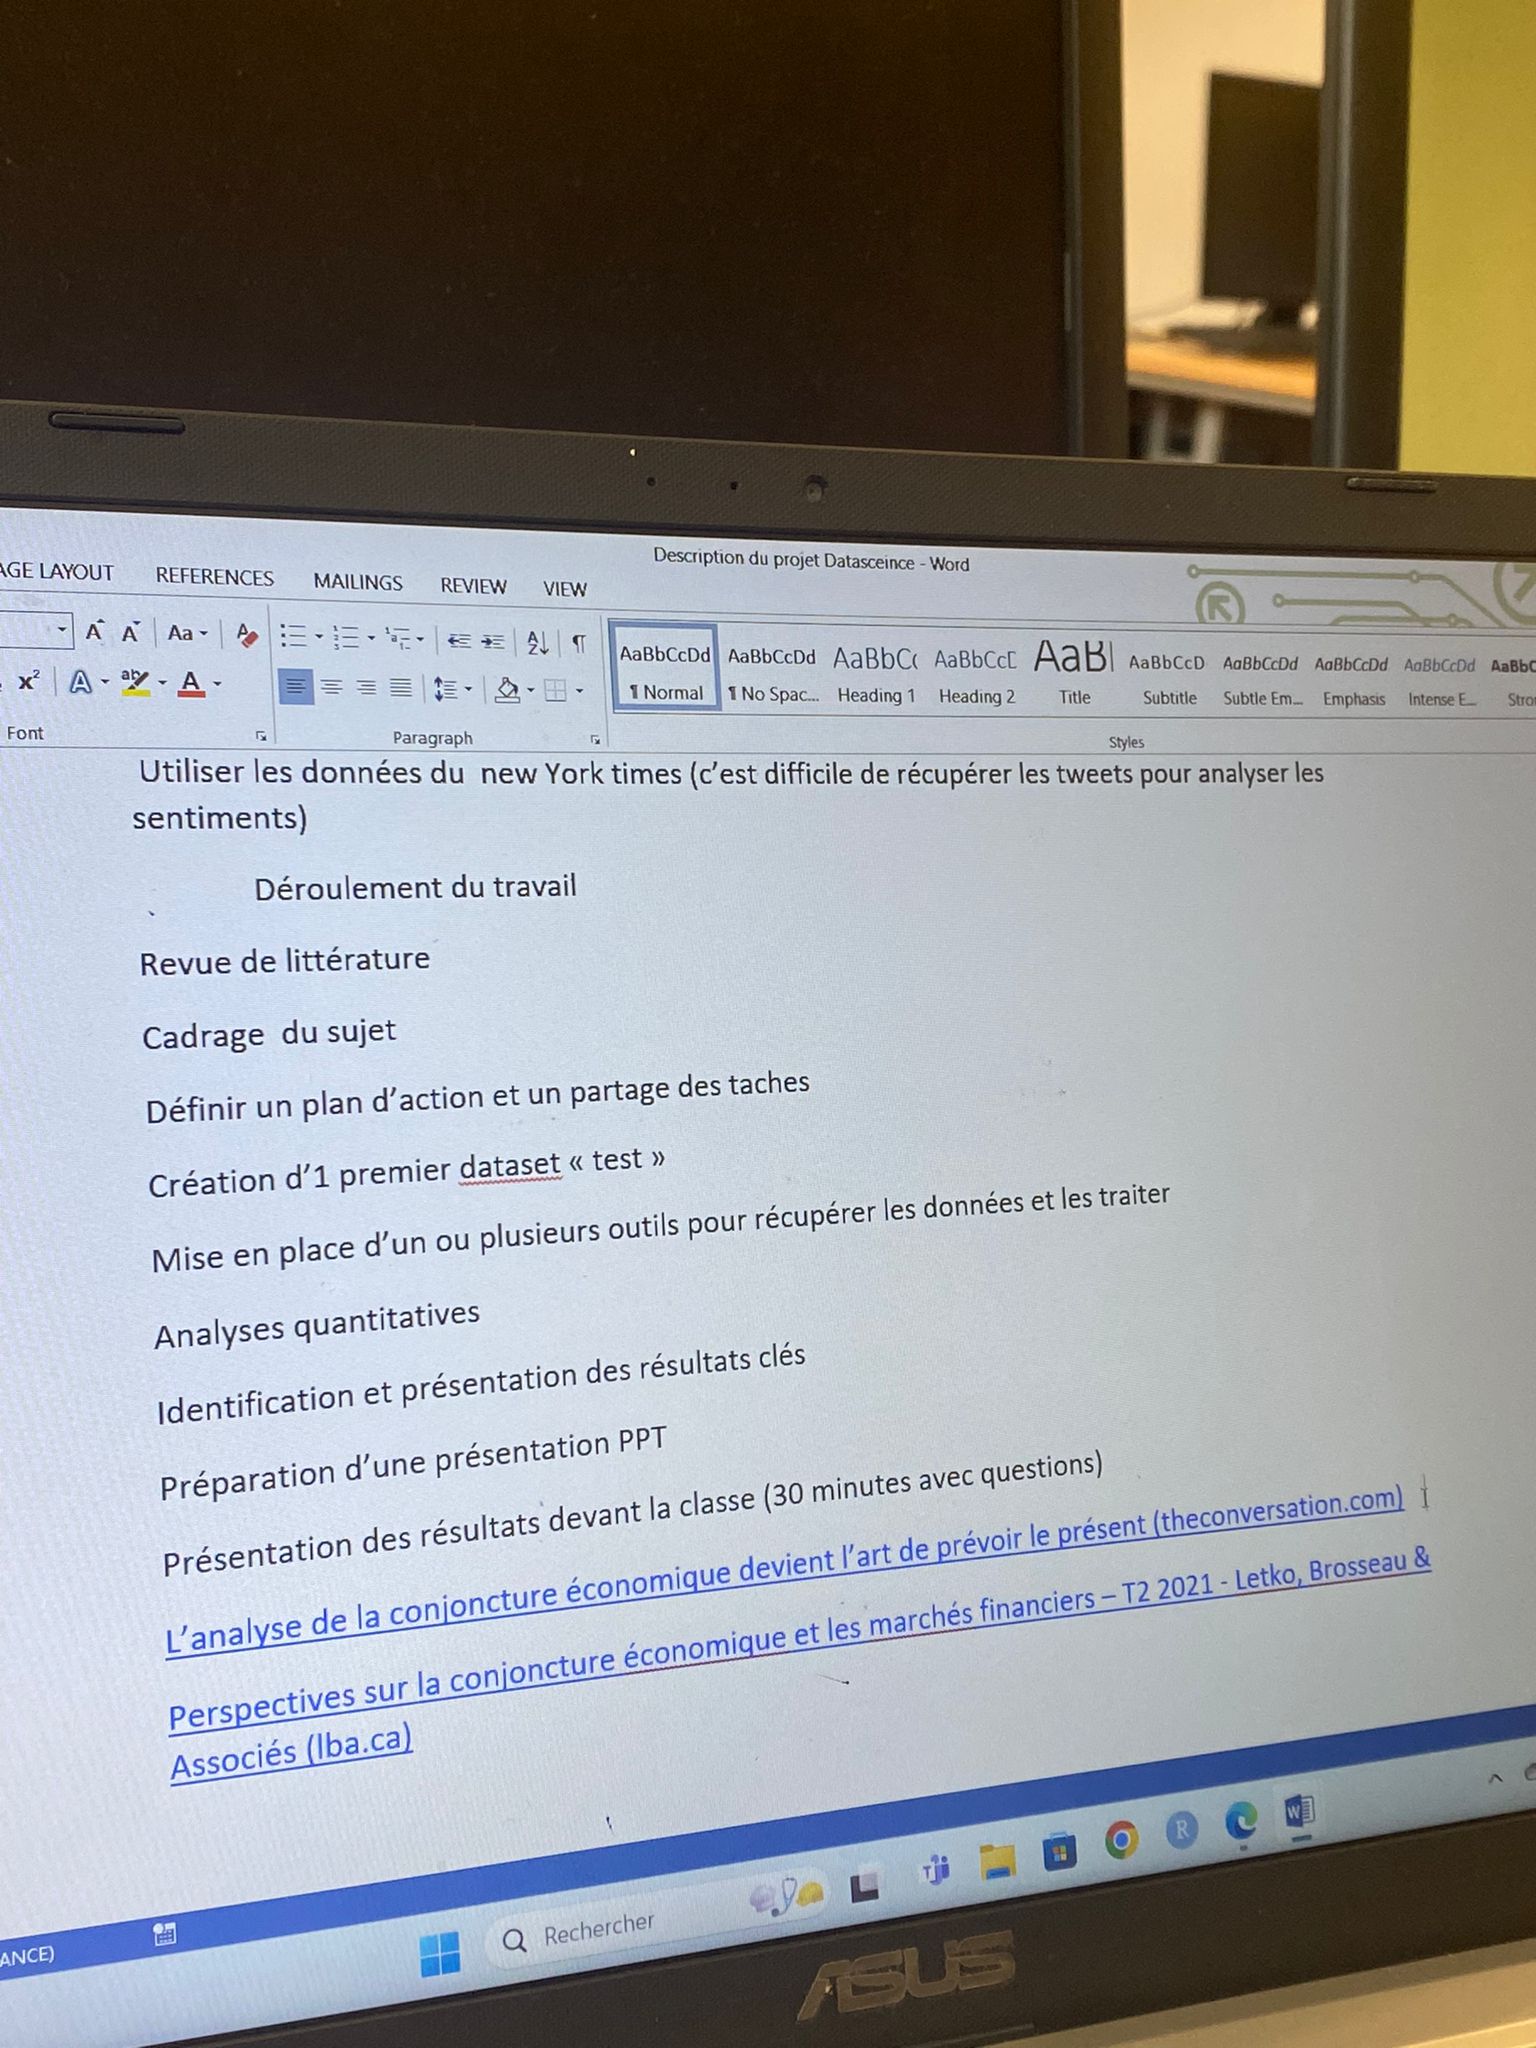 Description du projet Datasceince - Word
AGE LAYOUT REFERENCES MAILINGS REVIEW VIEW
A A Aa A
x² A ab A
AaBbCcDd AaBbCcDd AaBbC( AaBbCcC AaB AaBbCcD AaBbCcDd AaBbCcDd AaBbCcDd AaBbC
¶ Normal ¶ No Spac... Heading 1 Heading 2 Title Subtitle Subtle Em... Emphasis Intense E... Stro
Font Paragraph Styles
Utiliser les données du new York times (c'est difficile de récupérer les tweets pour analyser les
sentiments)
Déroulement du travail
Revue de littérature
Cadrage du sujet
Définir un plan d'action et un partage des taches
Création d'1 premier dataset « test »
Mise en place d'un ou plusieurs outils pour récupérer les données et les traiter
Analyses quantitatives
Identification et présentation des résultats clés
Préparation d'une présentation PPT
Présentation des résultats devant la classe (30 minutes avec questions)
L'analyse de la conjoncture économique devient l'art de prévoir le présent (theconversation.com)
Perspectives sur la conjoncture économique et les marchés financiers – T2 2021 - Letko, Brosseau &
Associés (lba.ca)
ANCE)
Rechercher
ASUS